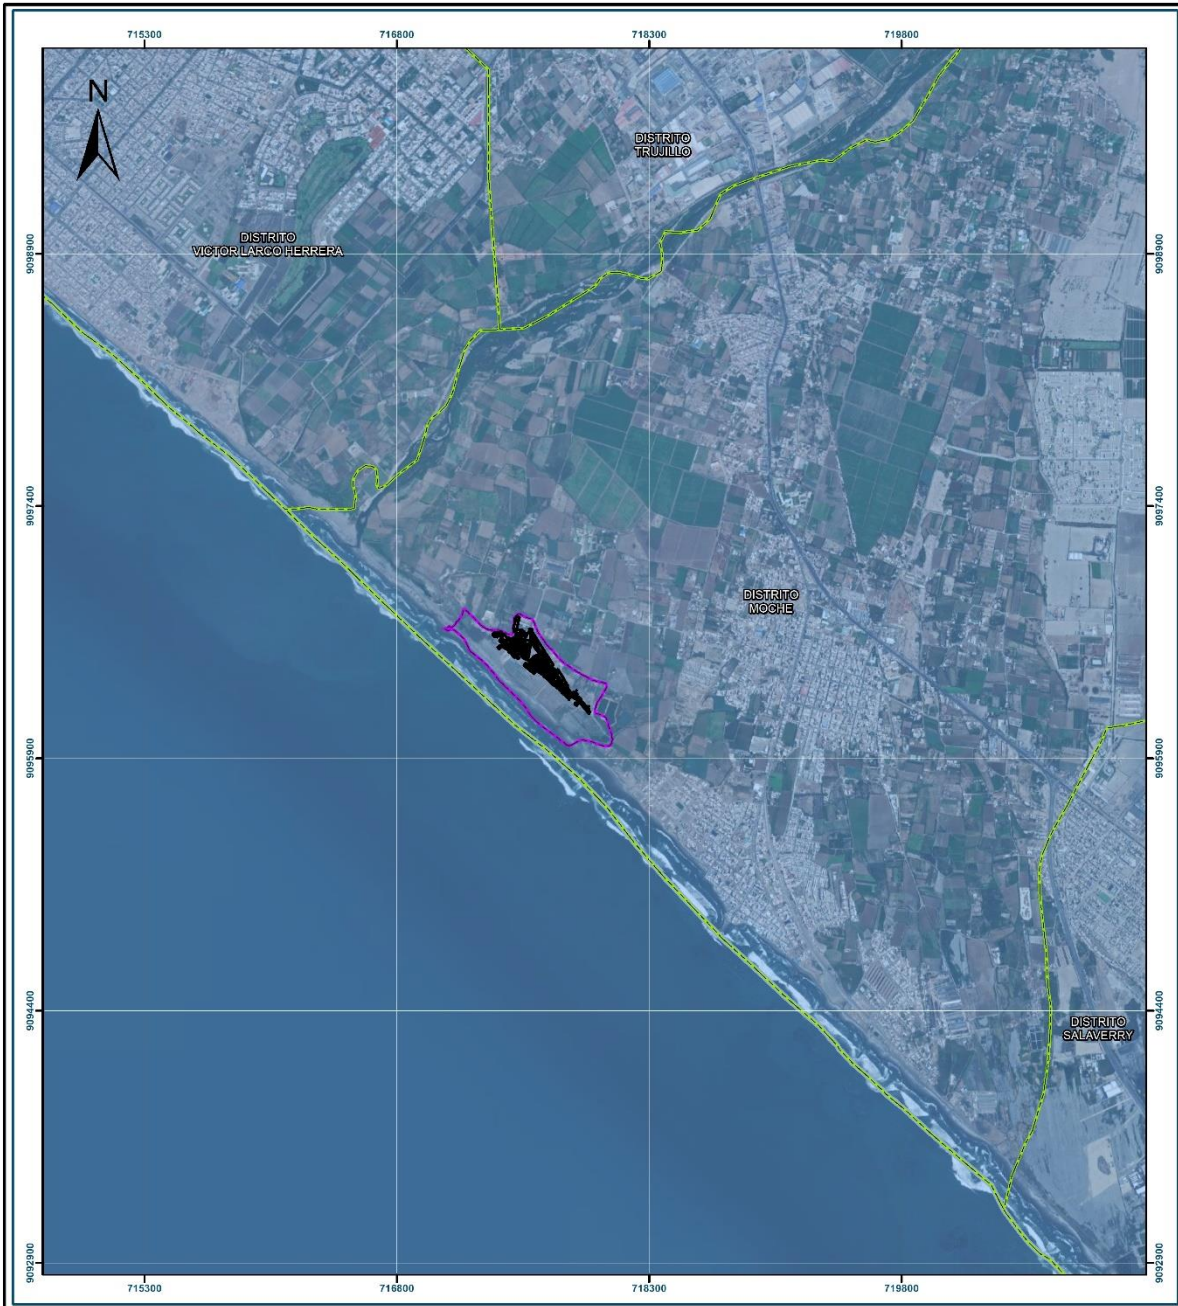 715300
716800
718300
719800
N
DISTRITO
TRUJILLO
DISTRITO
VICTOR LARCO HERRERA
9098900
9098900
9097400
9097400
DISTRITO
MOCHE
9095900
9095900
9094400
9094400
DISTRITO
SALAVERRY
9092900
9092900
715300
716800
718300
719800